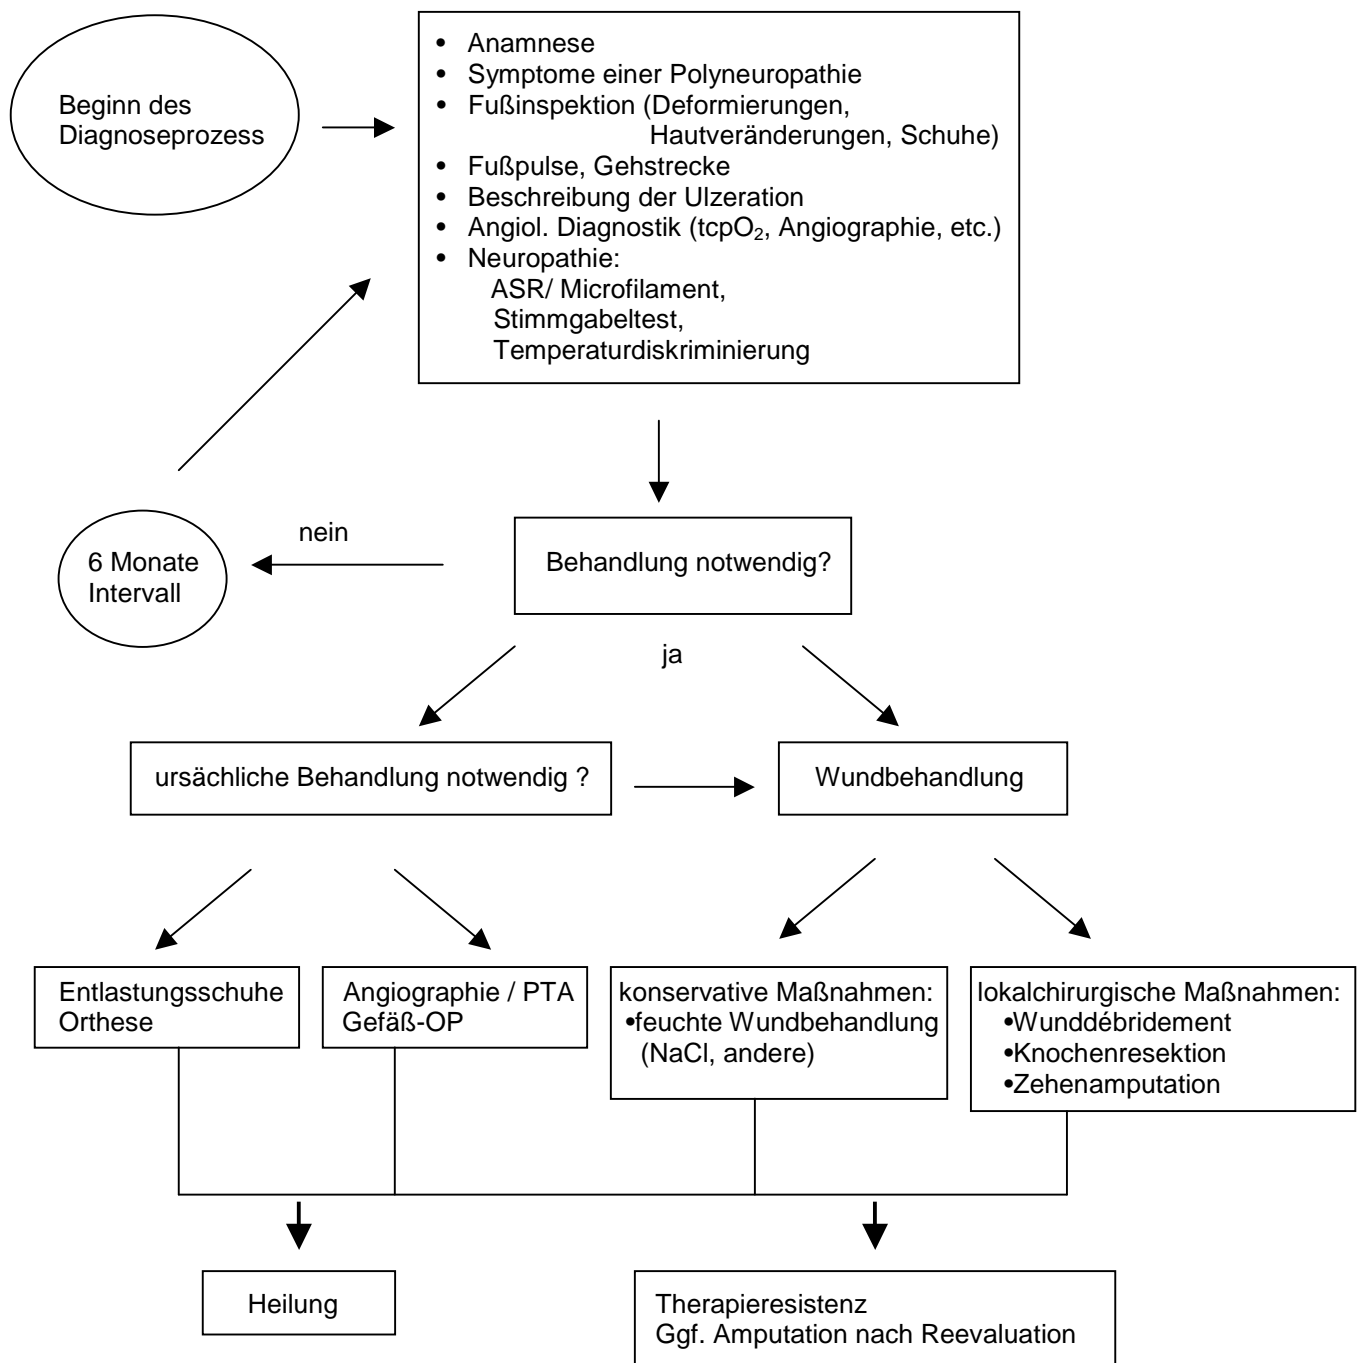 Beginn des
Diagnoseprozess
• Anamnese
• Symptome einer Polyneuropathie
• Fußinspektion (Deformierungen,
Hautveränderungen, Schuhe)
• Fußpulse, Gehstrecke
• Beschreibung der Ulzeration
• Angiol. Diagnostik (tcpO₂, Angiographie, etc.)
• Neuropathie:
ASR/ Microfilament,
Stimmgabeltest,
Temperaturdiskriminierung
nein
6 Monate
Intervall
Behandlung notwendig?
ja
ursächliche Behandlung notwendig ?
Wundbehandlung
Entlastungsschuhe
Orthese
Angiographie / PTA
Gefäß-OP
konservative Maßnahmen:
•feuchte Wundbehandlung
(NaCl, andere)
lokalchirurgische Maßnahmen:
•Wunddébridement
•Knochenresektion
•Zehenamputation
Heilung
Therapieresistenz
Ggf. Amputation nach Reevaluation